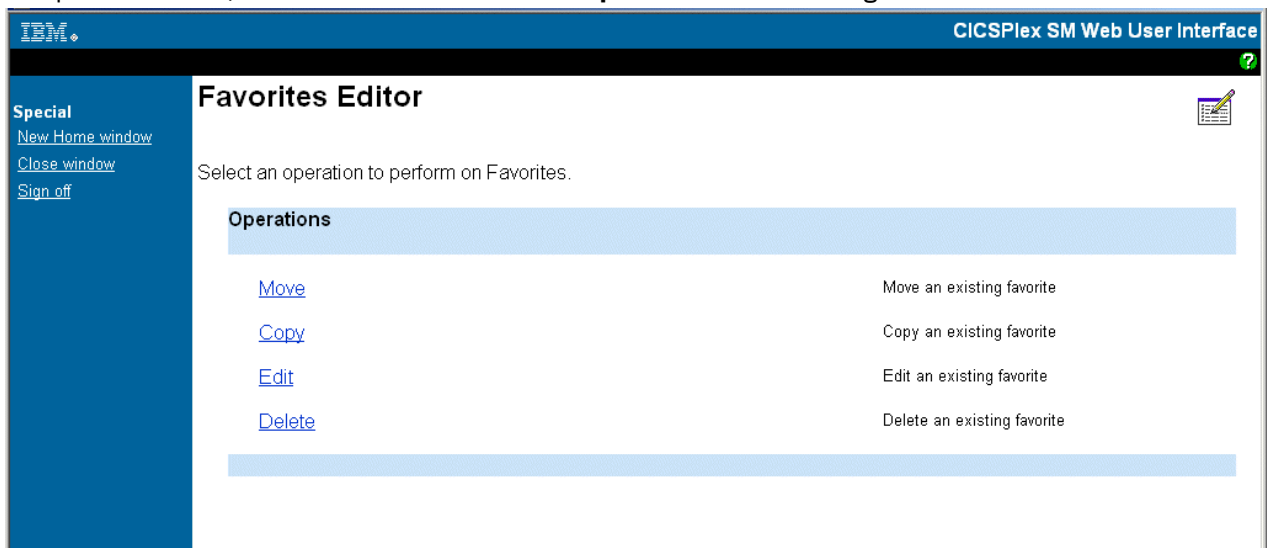 IBM.
CICSPlex SM Web User Interface
?
Special
New Home window
Close window
Sign off
Favorites Editor
Select an operation to perform on Favorites.
Operations
Move Move an existing favorite
Copy Copy an existing favorite
Edit Edit an existing favorite
Delete Delete an existing favorite